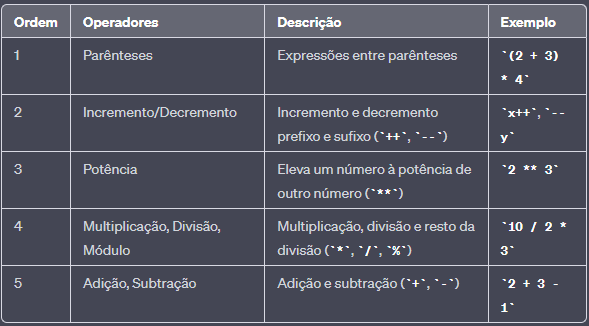 Ordem Operadores Descrição Exemplo
1 Parênteses Expressões entre parênteses `(2 + 3)
* 4`
2 Incremento/Decremento Incremento e decremento `x++`, `--
prefixo e sufixo (`++`, `--`) y`
3 Potência Eleva um número à potência de `2 ** 3`
outro número (`**`)
4 Multiplicação, Divisão, Multiplicação, divisão e resto da `10 / 2 *
Módulo divisão (`*`, `/`, `%`) 3`
5 Adição, Subtração Adição e subtração (`+`, `-`) `2 + 3 -
1`